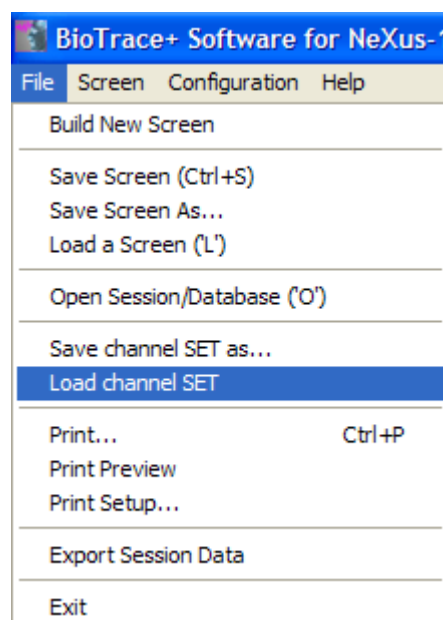 BioTrace+ Software for NeXus-1
File Screen Configuration Help
Build New Screen
Save Screen (Ctrl+S)
Save Screen As...
Load a Screen ('L')
Open Session/Database ('O')
Save channel SET as...
Load channel SET
Print... Ctrl+P
Print Preview
Print Setup...
Export Session Data
Exit